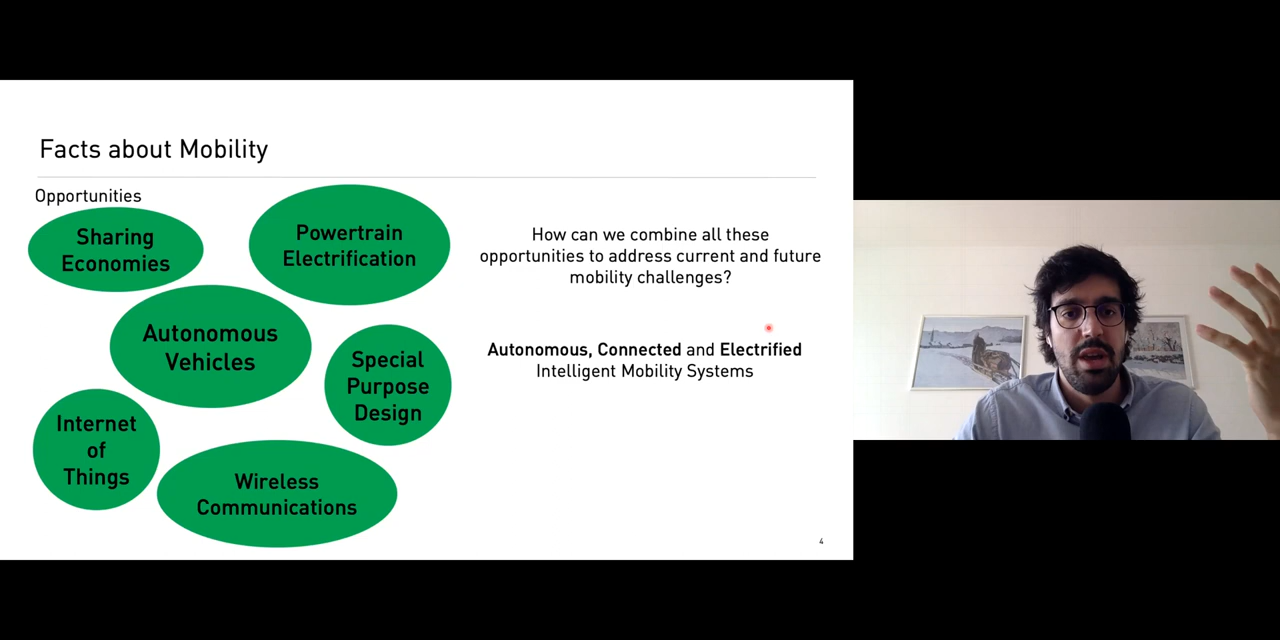 Facts about Mobility
Opportunities
Sharing
Economies
Powertrain
Electrification
Autonomous
Vehicles
Special
Purpose
Design
Internet
of
Things
Wireless
Communications
How can we combine all these
opportunities to address current and future
mobility challenges?
Autonomous, Connected and Electrified
Intelligent Mobility Systems
4